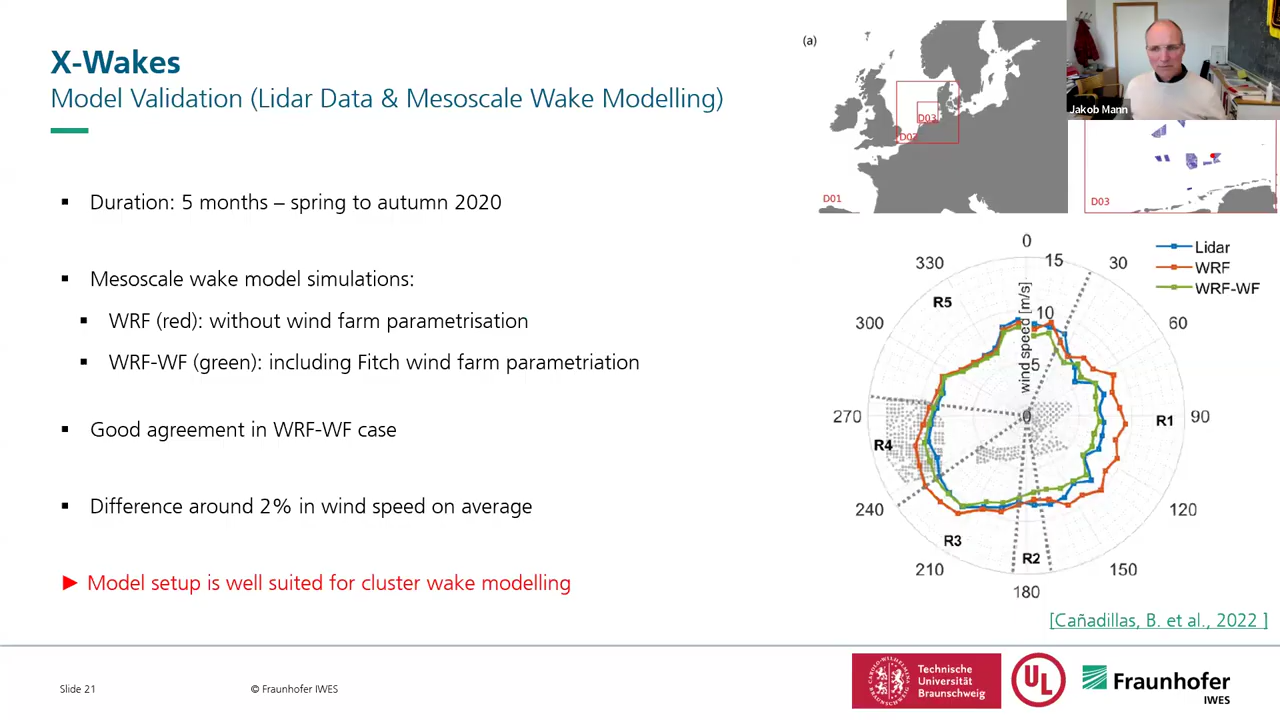 X-Wakes
Model Validation (Lidar Data & Mesoscale Wake Modelling)
▪ Duration: 5 months – spring to autumn 2020
▪ Mesoscale wake model simulations:
▪ WRF (red): without wind farm parametrisation
▪ WRF-WF (green): including Fitch wind farm parametriation
▪ Good agreement in WRF-WF case
▪ Difference around 2% in wind speed on average
► Model setup is well suited for cluster wake modelling
(a)
D03
D02
D01
Jakob Mann
D03
Lidar
WRF
WRF-WF
0
30
60
90
120
150
180
210
240
270
300
330
15
10
5
0
wind speed [m/s]
R5
R1
R4
R3
R2
[Cañadillas, B. et al., 2022 ]
Slide 21
© Fraunhofer IWES
CAROLO-WILHELMINA
Technische
Universität
Braunschweig
UL
Fraunhofer
IWES